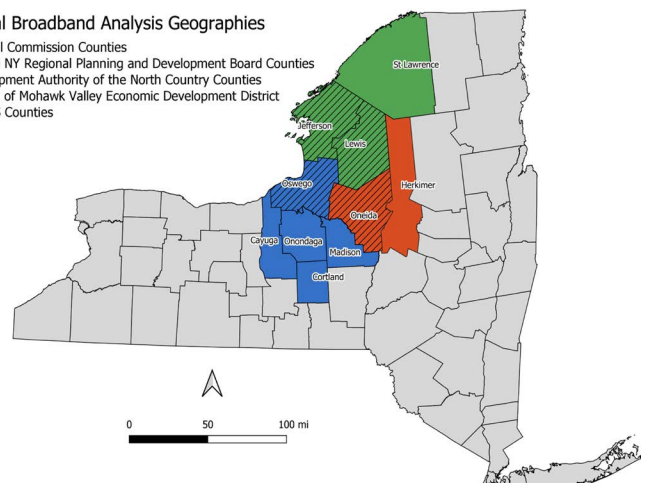 l Broadband Analysis Geographies
l Commission Counties
NY Regional Planning and Development Board Counties
pment Authority of the North Country Counties
of Mohawk Valley Economic Development District
Counties
St Lawrence
Jefferson
Lewis
Oswego
Herkimer
Oneida
Cayuga
Onondaga
Madison
Cortland
0 50 100 mi